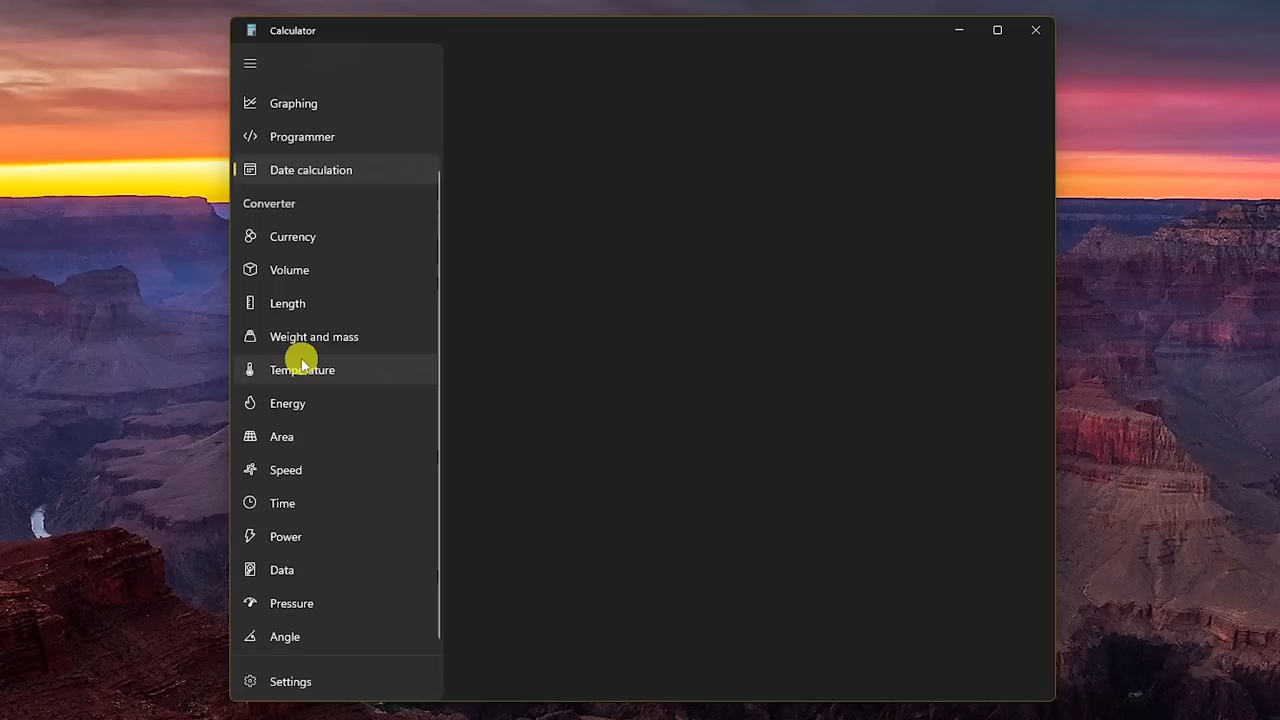 Calculator
Graphing
Programmer
Date calculation
Converter
Currency
Volume
Length
Weight and mass
Temperature
Energy
Area
Speed
Time
Power
Data
Pressure
Angle
Settings